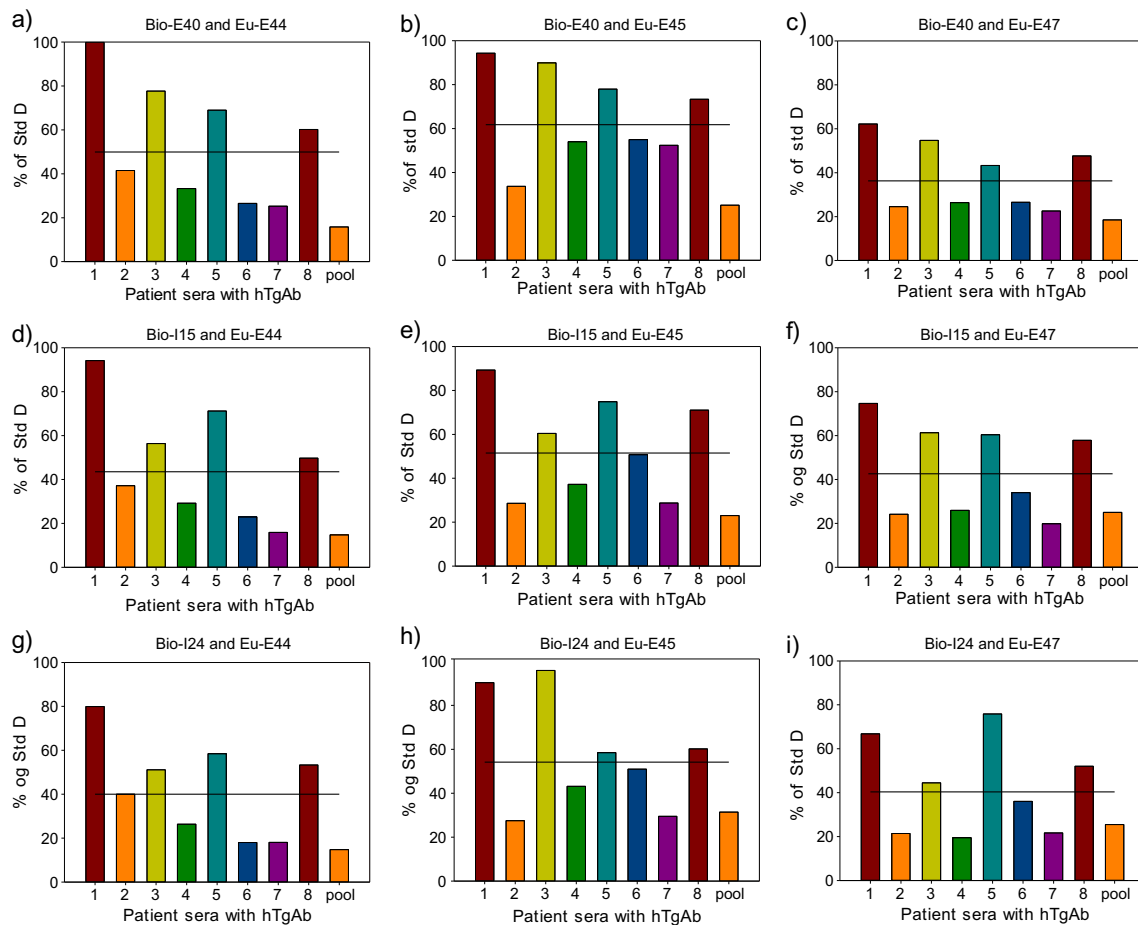 a)
Bio-E40 and Eu-E44
% of Std D
100
80
60
40
20
0
1 2 3 4 5 6 7 8 pool
Patient sera with hTgAb
b)
Bio-E40 and Eu-E45
%of std D
100
80
60
40
20
0
1 2 3 4 5 6 7 8 pool
Patient sera with hTgAb
c)
Bio-E40 and Eu-E47
% of std D
100
80
60
40
20
0
1 2 3 4 5 6 7 8 pool
Patient sera with hTgAb
d)
Bio-I15 and Eu-E44
% of Std D
100
80
60
40
20
0
1 2 3 4 5 6 7 8 pool
Patient sera with hTgAb
e)
Bio-I15 and Eu-E45
% of Std D
100
80
60
40
20
0
1 2 3 4 5 6 7 8 pool
Patient sera with hTgAb
f)
Bio-I15 and Eu-E47
% og Std D
100
80
60
40
20
0
1 2 3 4 5 6 7 8 pool
Patient sera with hTgAb
g)
Bio-I24 and Eu-E44
% og Std D
100
80
60
40
20
0
1 2 3 4 5 6 7 8 pool
Patient sera with hTgAb
h)
Bio-I24 and Eu-E45
% og Std D
100
80
60
40
20
0
1 2 3 4 5 6 7 8 pool
Patient sera with hTgAb
i)
Bio-I24 and Eu-E47
% of Std D
100
80
60
40
20
0
1 2 3 4 5 6 7 8 pool
Patient sera with hTgAb